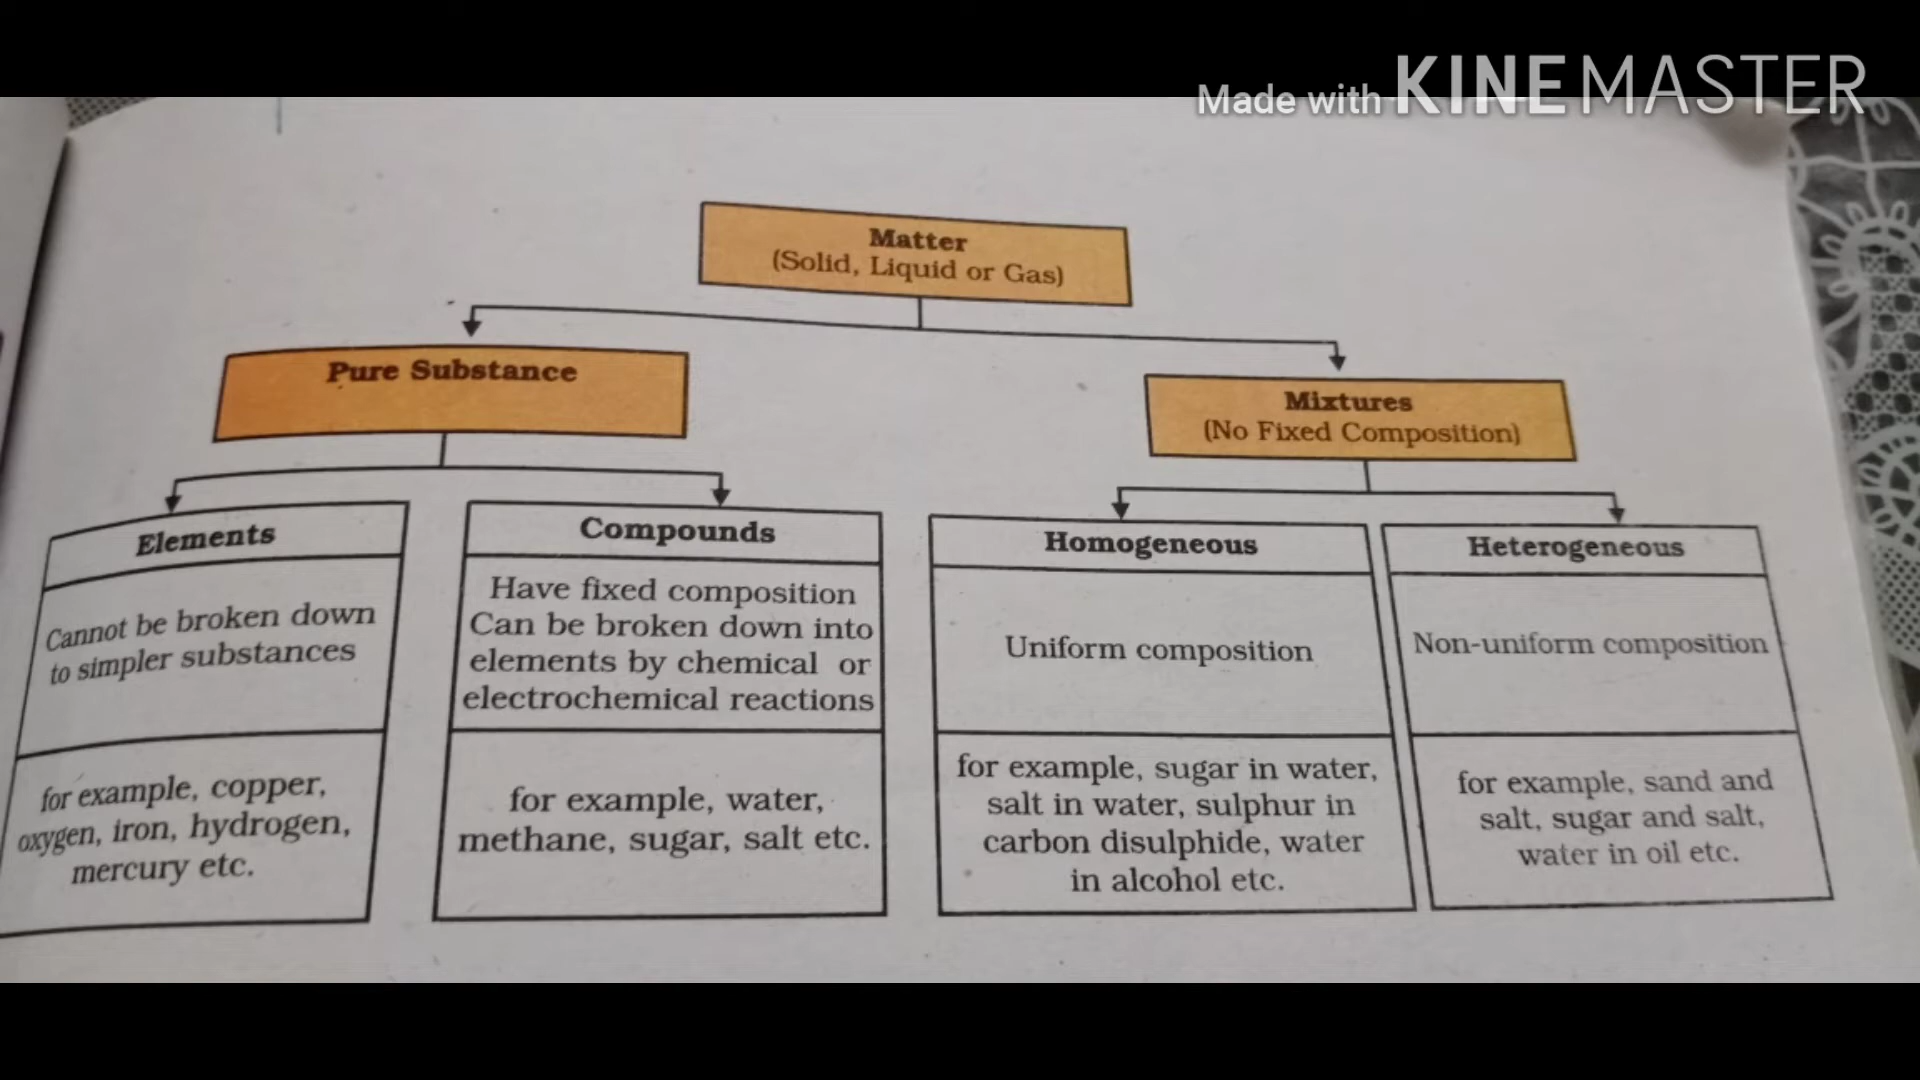 Made with KINEMASTER
Matter
(Solid, Liquid or Gas)
Pure Substance
Mixtures
(No Fixed Composition)
Elements
Cannot be broken down
to simpler substances
for example, copper,
oxygen, iron, hydrogen,
mercury etc.
Compounds
Have fixed composition
Can be broken down into
elements by chemical or
electrochemical reactions
for example, water,
methane, sugar, salt etc.
Homogeneous
Uniform composition
for example, sugar in water,
salt in water, sulphur in
carbon disulphide, water
in alcohol etc.
Heterogeneous
Non-uniform composition
for example, sand and
salt, sugar and salt,
water in oil etc.